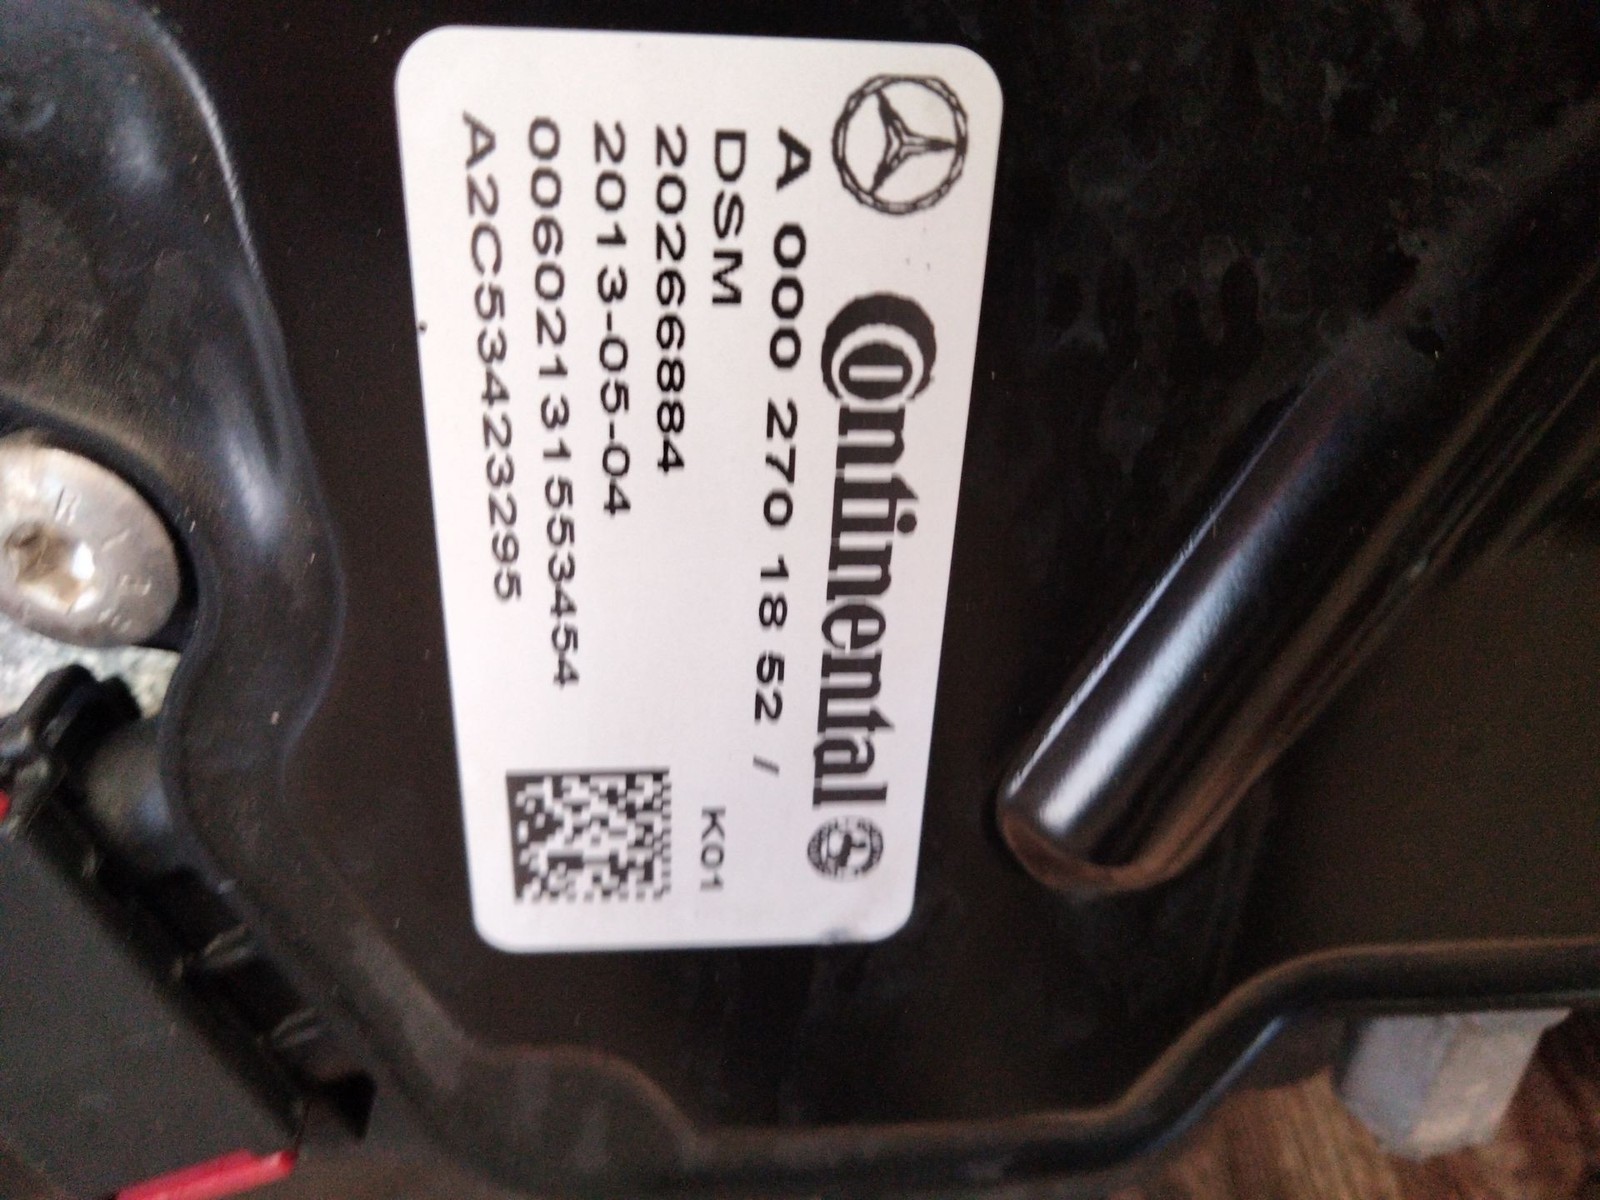 Continental
A 000 270 18 52 /
DSM
K01
20266884
2013-05-04
00602131553454
A2C53423295